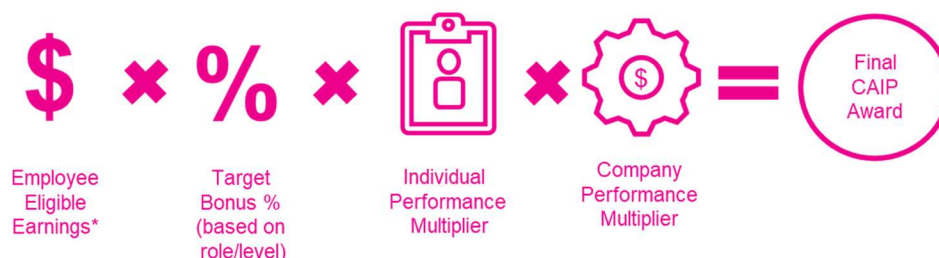 $ × % × $ =
Final
CAIP
Award
Employee
Eligible
Earnings*
Target
Bonus %
(based on
role/level)
Individual
Performance
Multiplier
Company
Performance
Multiplier